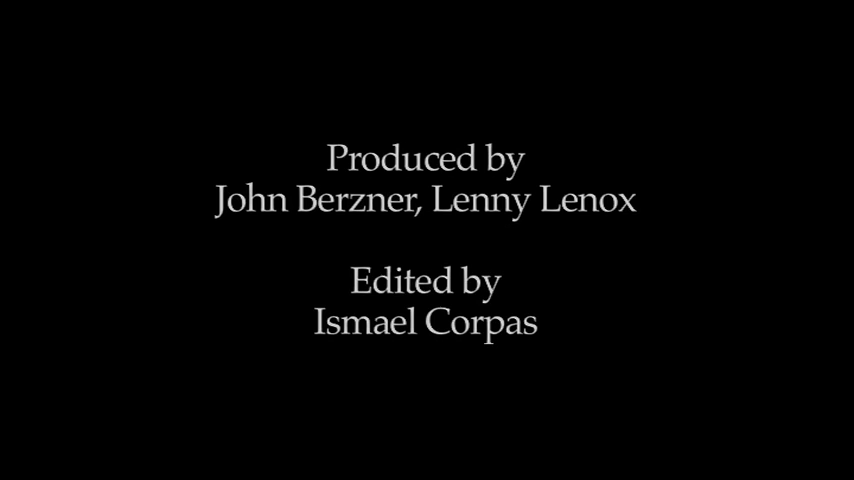 Produced by
John Berzner, Lenny Lenox
Edited by
Ismael Corpas